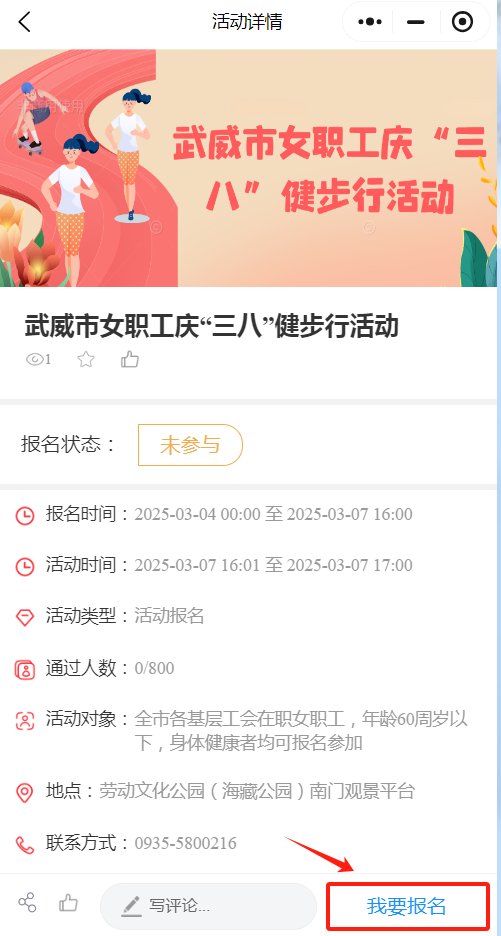 活动详情
武威市女职工庆“三
八”健步行活动
武威市女职工庆“三八”健步行活动
1
报名状态：
未参与
报名时间：2025-03-04 00:00 至 2025-03-07 16:00
活动时间：2025-03-07 16:01 至 2025-03-07 17:00
活动类型：活动报名
通过人数：0/800
活动对象：全市各基层工会在职女职工，年龄60周岁以
下，身体健康者均可报名参加
地点：劳动文化公园（海藏公园）南门观景平台
联系方式：0935-5800216
写评论...
我要报名